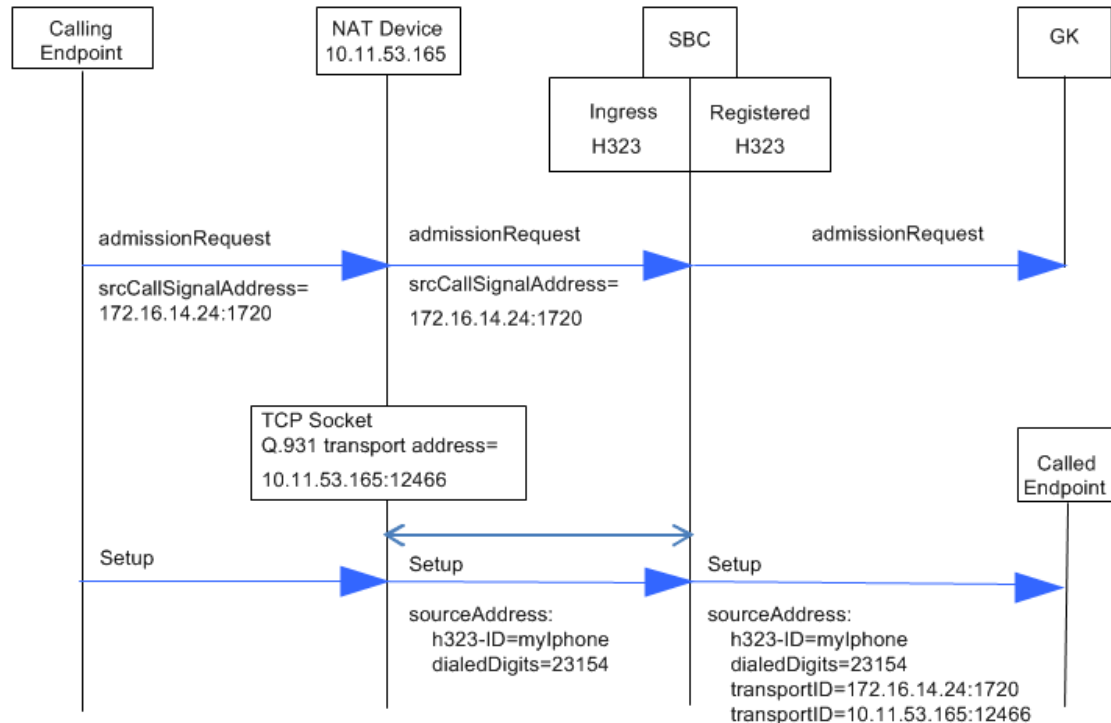 Calling
Endpoint
NAT Device
10.11.53.165
SBC
GK
Ingress
H323
Registered
H323
admissionRequest
admissionRequest
admissionRequest
srcCallSignalAddress=
172.16.14.24:1720
srcCallSignalAddress=
172.16.14.24:1720
TCP Socket
Q.931 transport address=
10.11.53.165:12466
Called
Endpoint
Setup
Setup
Setup
sourceAddress:
h323-ID=myIphone
dialedDigits=23154
sourceAddress:
h323-ID=myIphone
dialedDigits=23154
transportID=172.16.14.24:1720
transportID=10.11.53.165:12466